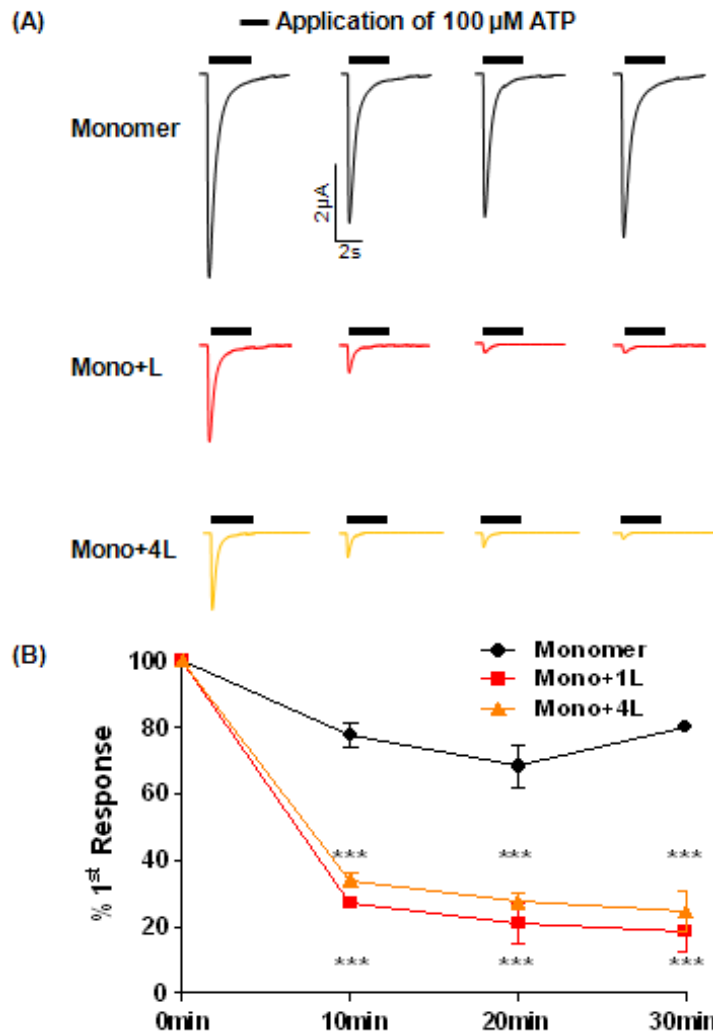 (A)
Application of 100 µM ATP
Monomer
2µA
2s
Mono+L
Mono+4L
(B)
Monomer
Mono+1L
Mono+4L
% 1st Response
100
80
60
40
20
0
*** *** ***
*** *** ***
0min 10min 20min 30min